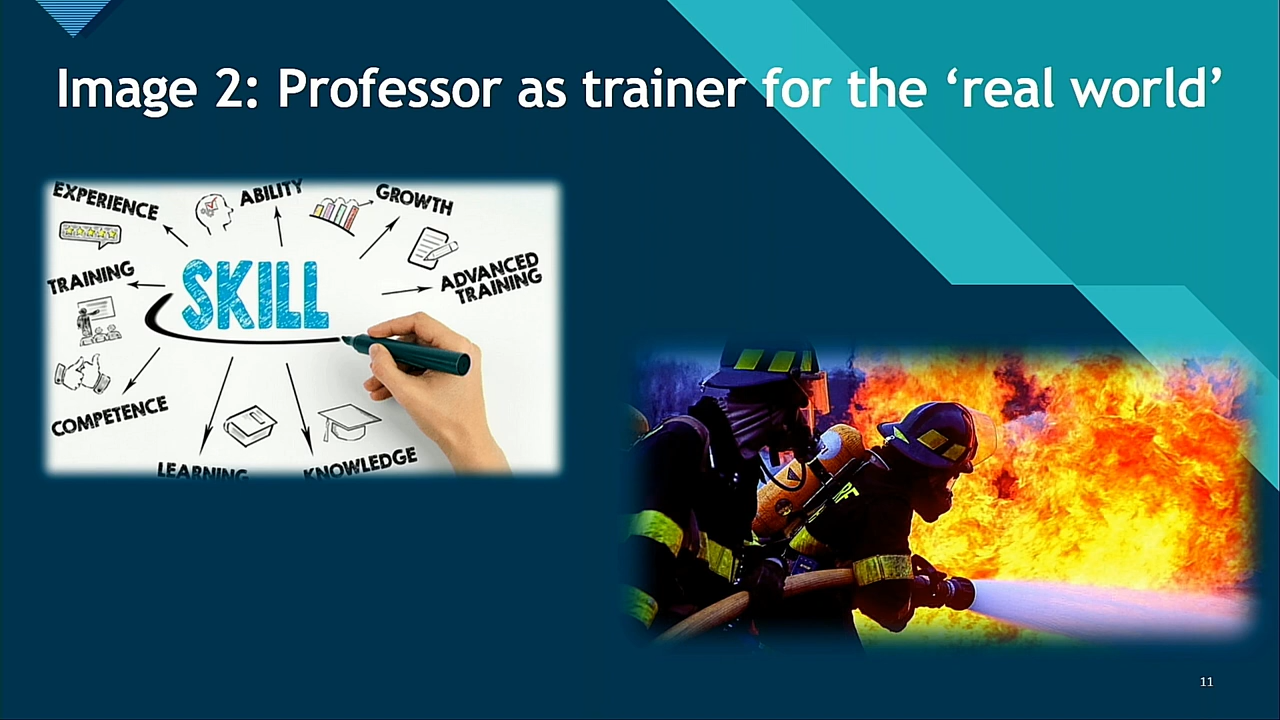 Image 2: Professor as trainer for the ‘real world’
EXPERIENCE
ABILITY
GROWTH
TRAINING
SKILL
ADVANCED
TRAINING
COMPETENCE
LEARNING
KNOWLEDGE
RF
11